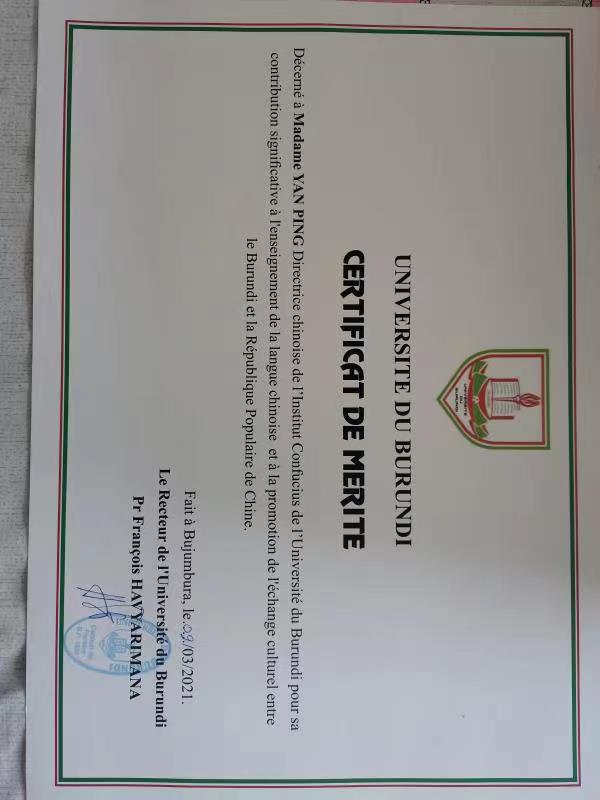 UNIVERSITE
DU
BURUNDI
UNIVERSITE DU BURUNDI
CERTIFICAT DE MERITE
Décerné à Madame YAN PING Directrice chinoise de l'Institut Confucius de l'Université du Burundi pour sa
contribution significative à l'enseignement de la langue chinoise et à la promotion de l'échange culturel entre
le Burundi et la République Populaire de Chine.
Fait à Bujumbura, le.09./03/2021.
Le Recteur de l'Université du Burundi
Pr François HAVYARIMANA